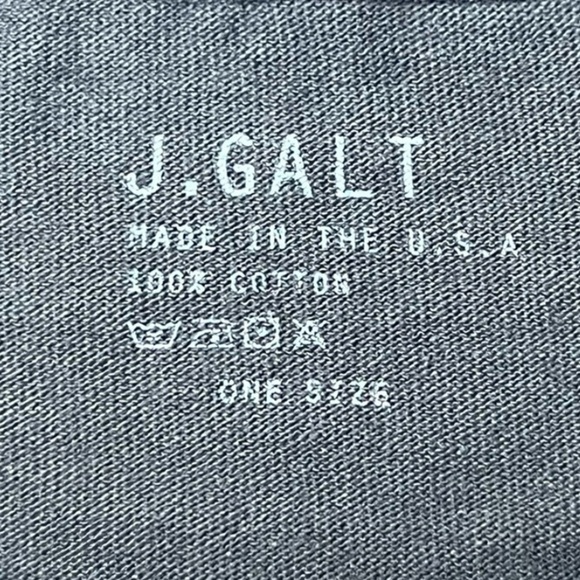 J.GALT
MADE IN THE U.S.A
100% COTTON
ONE SIZE